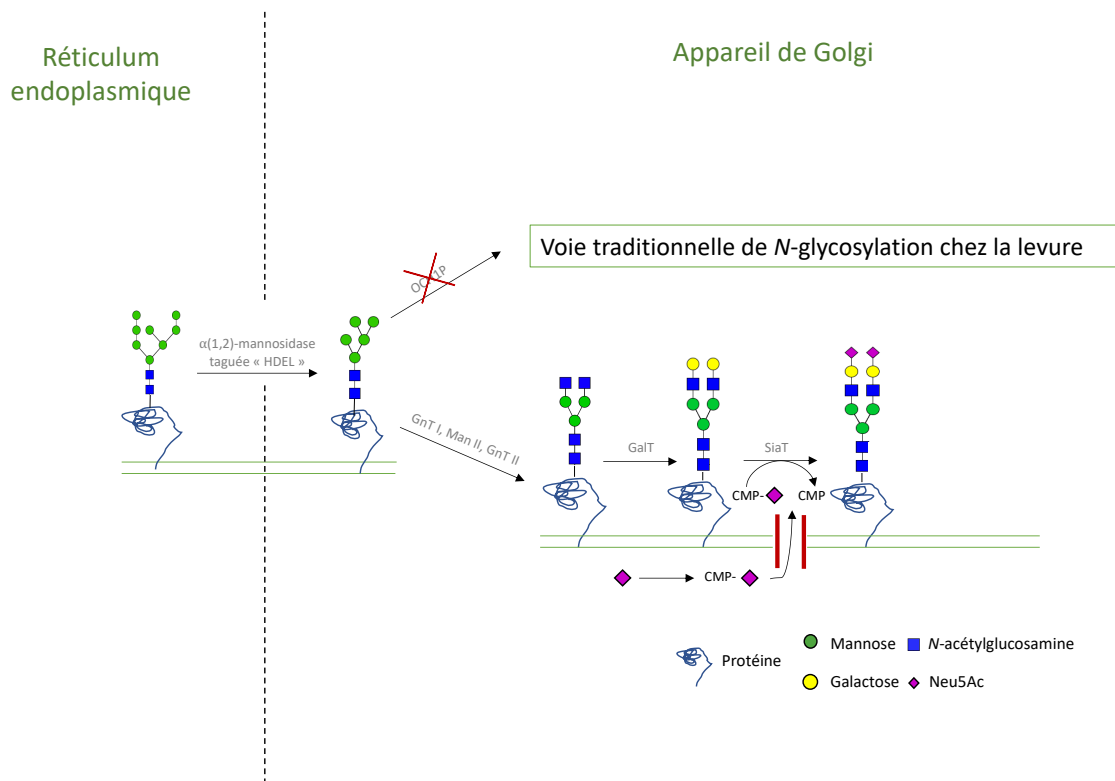 Réticulum
endoplasmique
Appareil de Golgi
Voie traditionnelle de N-glycosylation chez la levure
α(1,2)-mannosidase
taguée « HDEL »
GnT I, Man II, GnT II
GalT
SiaT
CMP-
CMP
CMP-
Protéine
Mannose
N-acétylglucosamine
Galactose
Neu5Ac